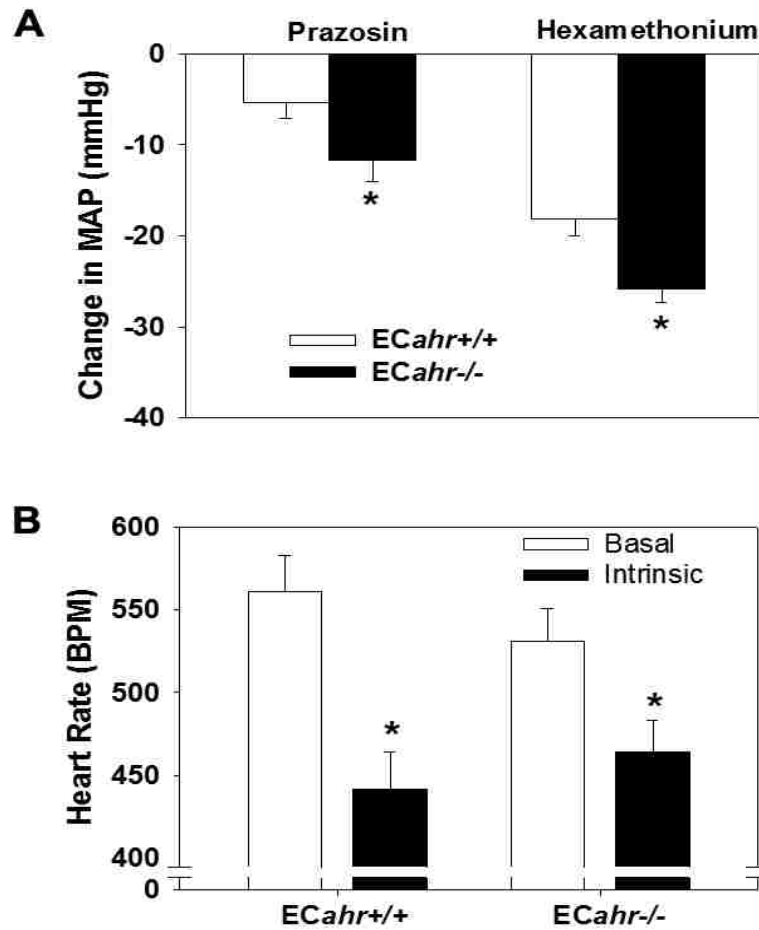 A
Prazosin Hexamethonium
0
-10
-20
-30
-40
Change in MAP (mmHg)
*
*
ECahr+/+
ECahr-/-
B
600
550
500
450
400
0
Heart Rate (BPM)
Basal
Intrinsic
*
*
ECahr+/+ ECahr-/-